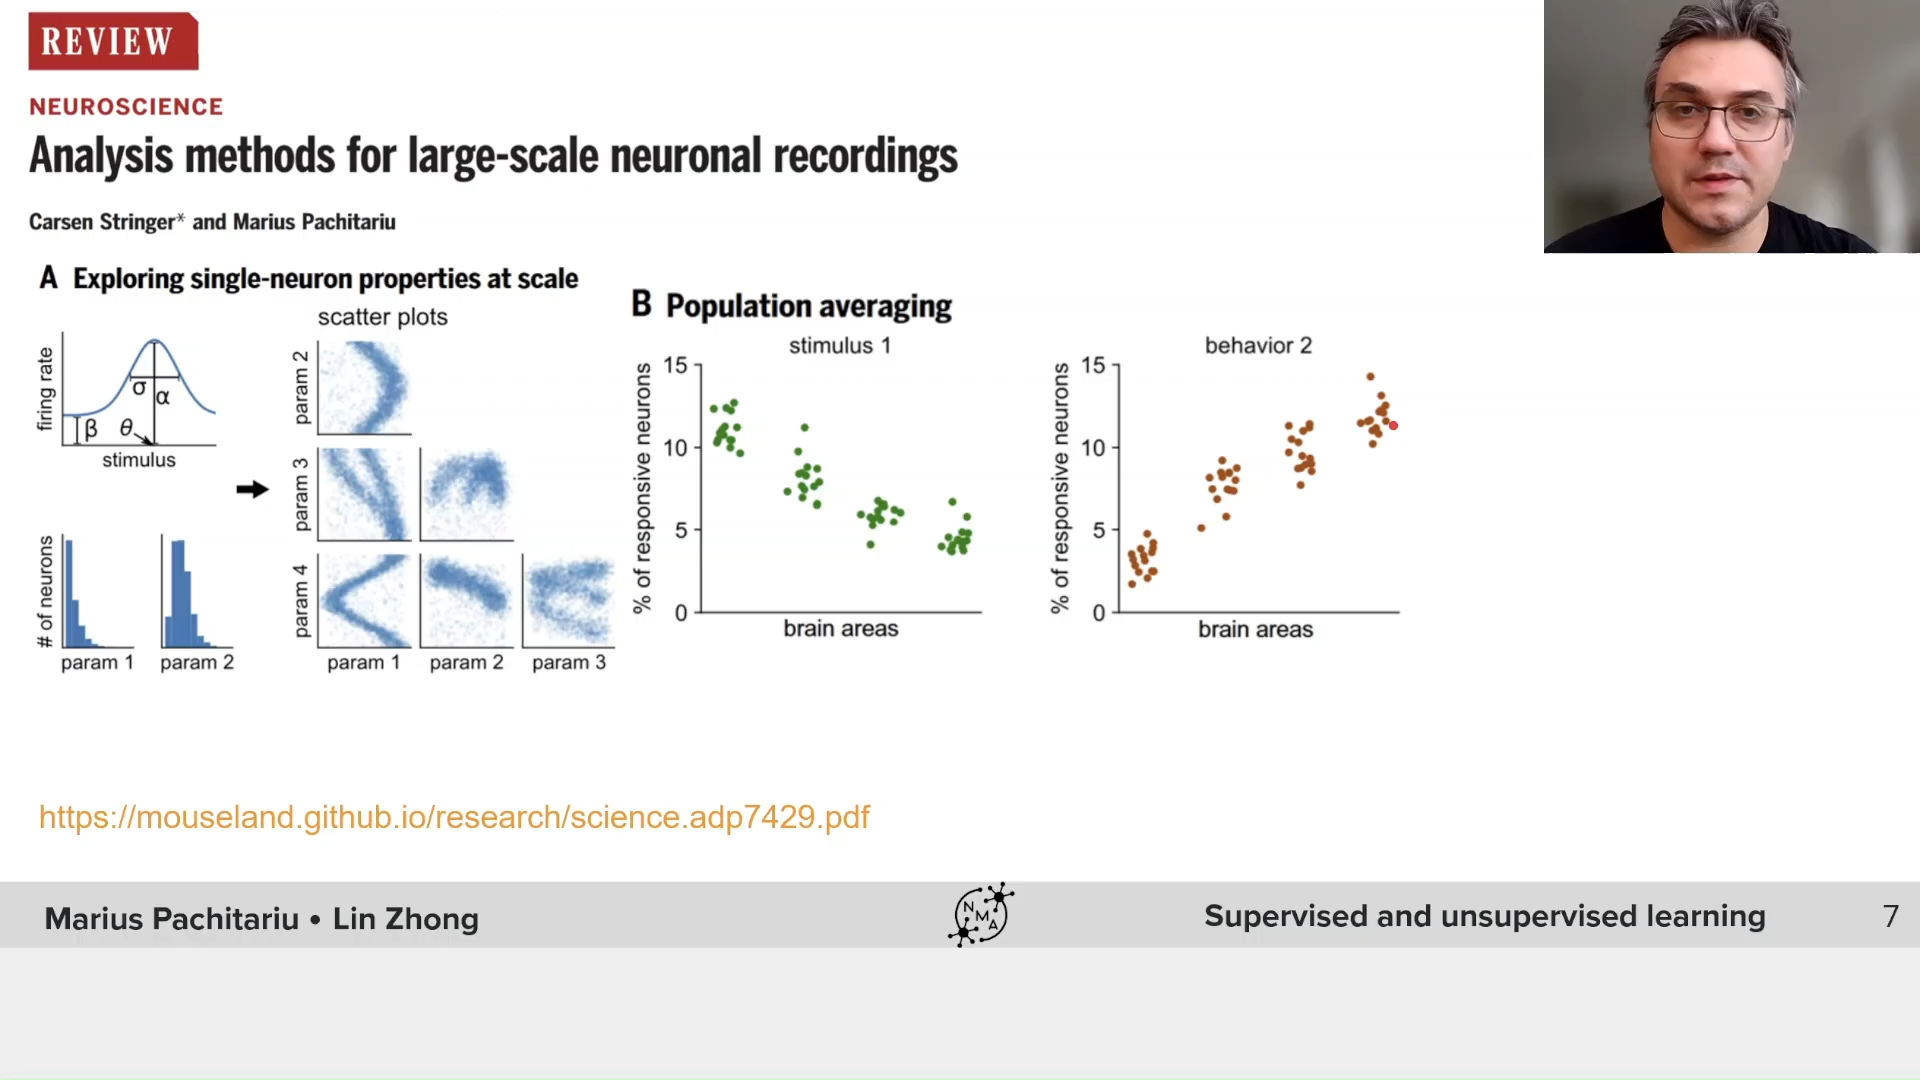 REVIEW
NEUROSCIENCE
Analysis methods for large-scale neuronal recordings
Carsen Stringer* and Marius Pachitariu
A Exploring single-neuron properties at scale
scatter plots
firing rate
σ
α
β
θ
stimulus
# of neurons
param 1
param 2
param 2
param 3
param 4
param 1
param 2
param 3
B Population averaging
stimulus 1
% of responsive neurons
15
10
5
0
brain areas
behavior 2
% of responsive neurons
15
10
5
0
brain areas
https://mouseland.github.io/research/science.adp7429.pdf
Marius Pachitariu • Lin Zhong
N
M
A
Supervised and unsupervised learning
7